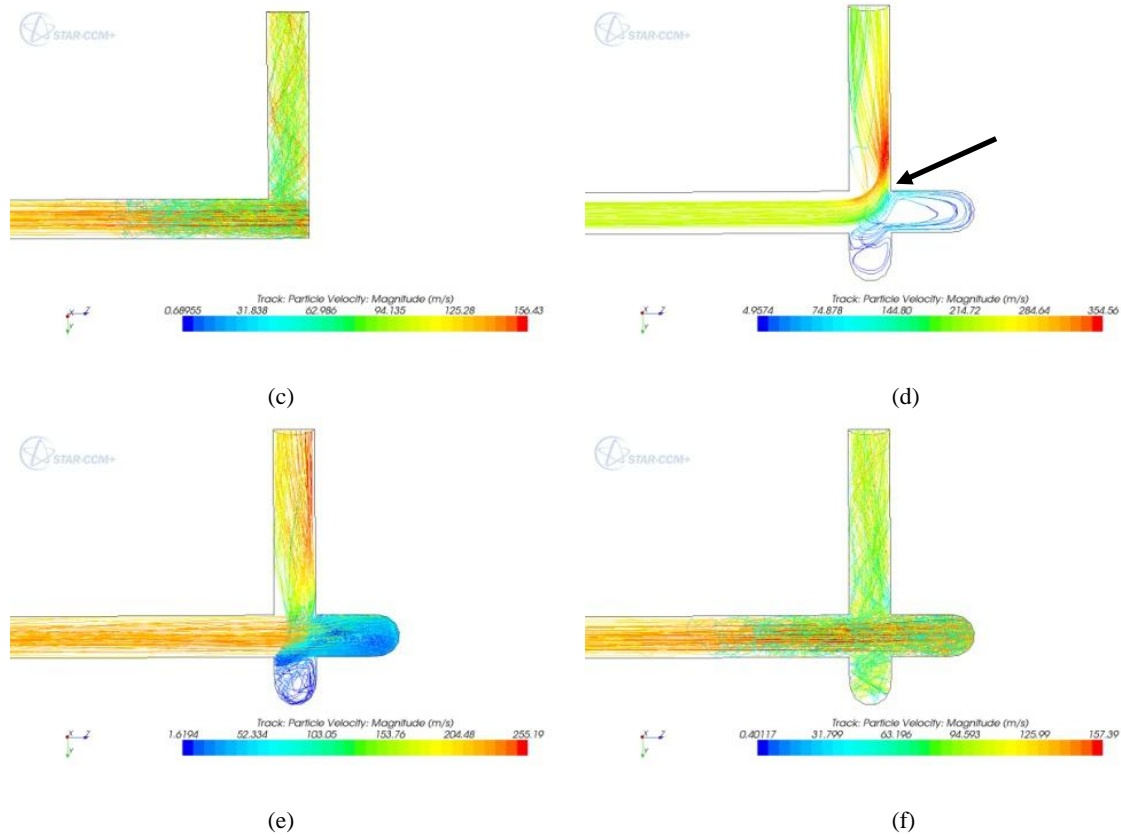 STAR-CCM+
STAR-CCM+
X Z
Y
Track: Particle Velocity: Magnitude (m/s)
0.68955 31.838 62.986 94.135 125.28 156.43
X Z
Y
Track: Particle Velocity: Magnitude (m/s)
4.9574 74.878 144.80 214.72 284.64 354.56
(c)
(d)
STAR-CCM+
STAR-CCM+
X Z
Y
Track: Particle Velocity: Magnitude (m/s)
1.6194 52.334 103.05 153.76 204.48 255.19
X Z
Y
Track: Particle Velocity: Magnitude (m/s)
0.40117 31.799 63.196 94.593 125.99 157.39
(e)
(f)